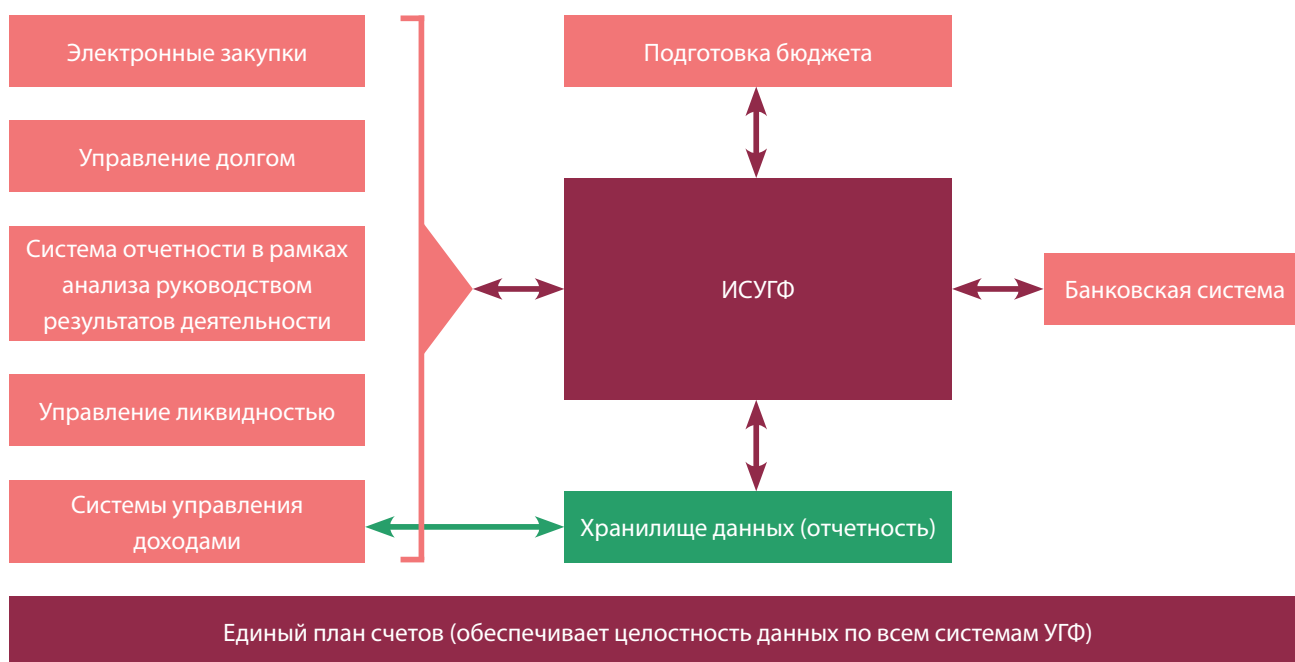 Электронные закупки
Управление долгом
Система отчетности в рамках
анализа руководством
результатов деятельности
Управление ликвидностью
Системы управления
доходами
Подготовка бюджета
ИСУГФ
Банковская система
Хранилище данных (отчетность)
Единый план счетов (обеспечивает целостность данных по всем системам УГФ)